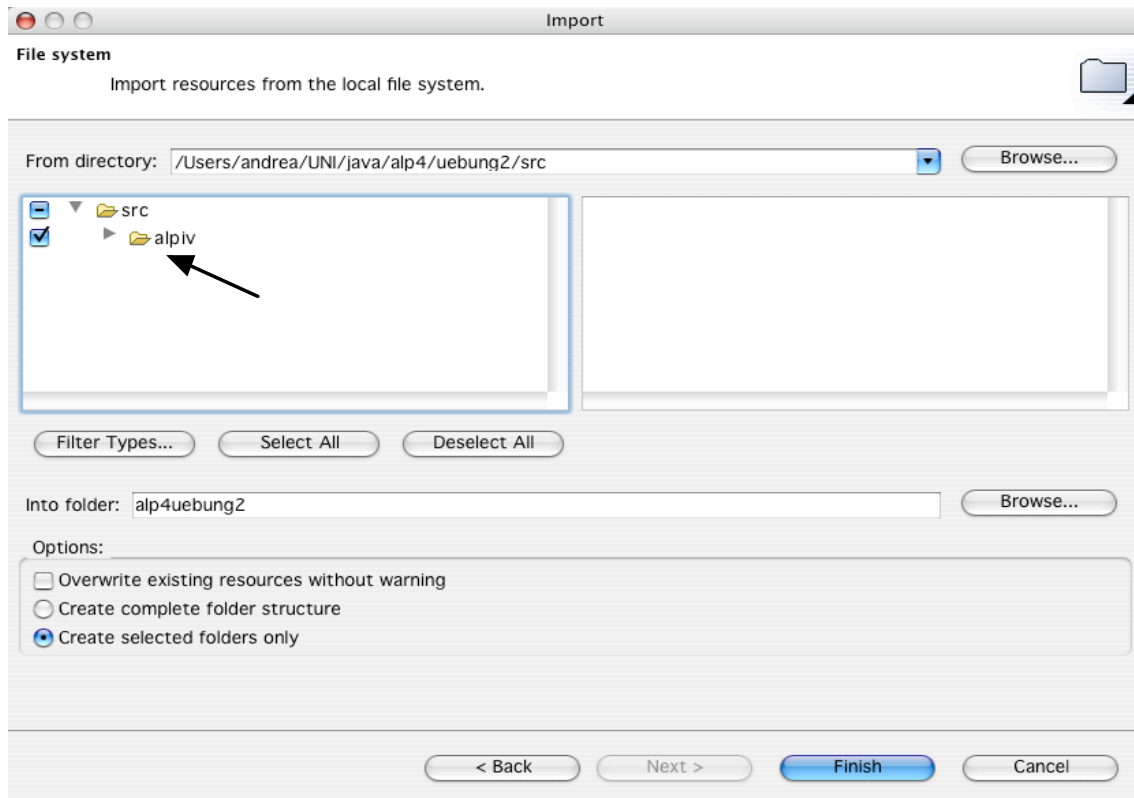 Import
File system
Import resources from the local file system.
From directory: /Users/andrea/UNI/java/alp4/uebung2/src Browse...
src
alpiv
Filter Types... Select All Deselect All
Into folder: alp4uebung2 Browse...
Options:
Overwrite existing resources without warning
Create complete folder structure
Create selected folders only
< Back Next > Finish Cancel